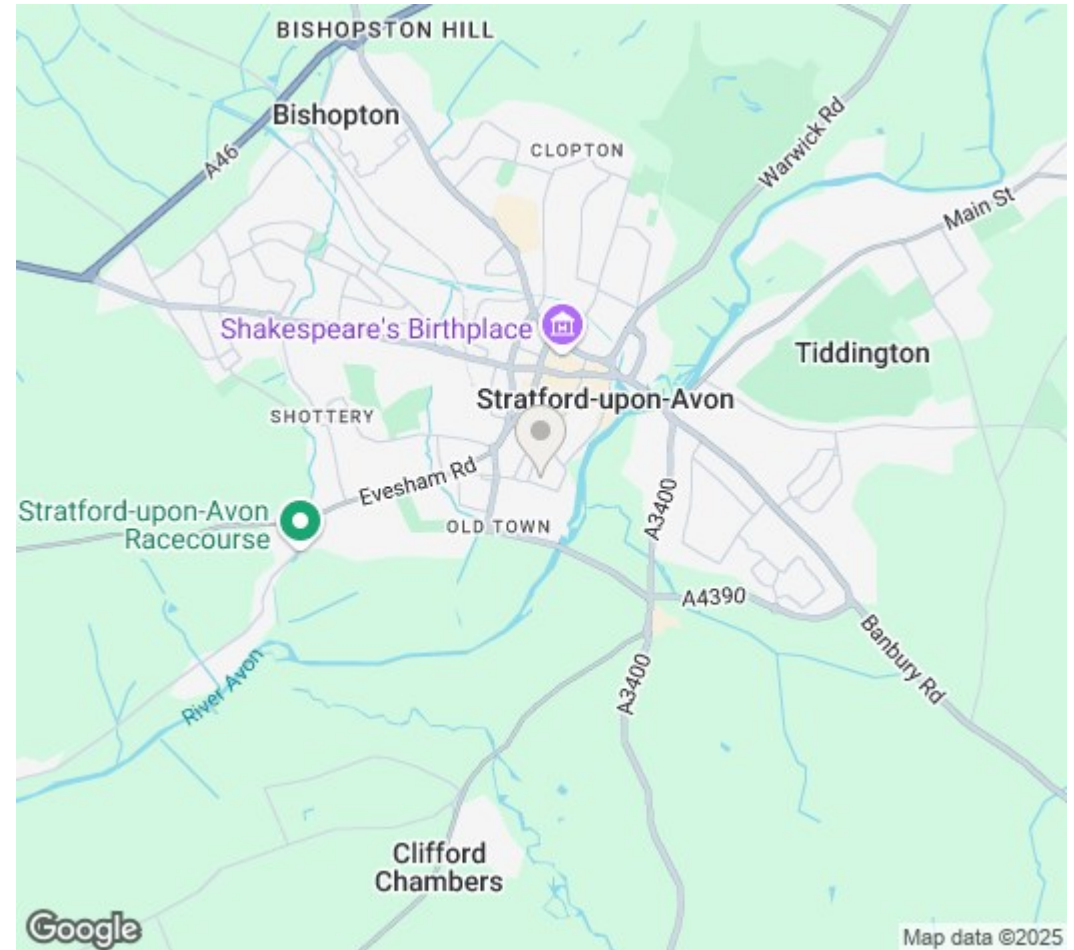 BISHOPSTON HILL
Bishopton
CLOPTON
A46
Warwick Rd
Main St
Shakespeare's Birthplace
Tiddington
Stratford-upon-Avon
SHOTTERY
Evesham Rd
Stratford-upon-Avon
Racecourse
OLD TOWN
A3400
A4390
Banbury Rd
River Avon
A3400
Clifford
Chambers
Google
Map data ©2025